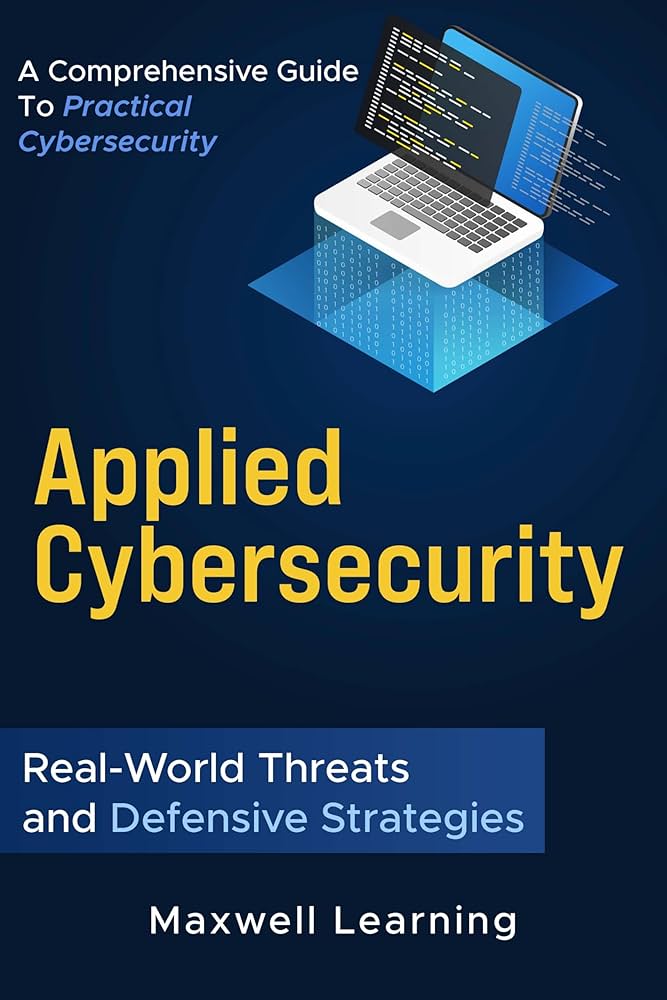 A Comprehensive Guide
To Practical
Cybersecurity
Applied
Cybersecurity
Real-World Threats
and Defensive Strategies
Maxwell Learning